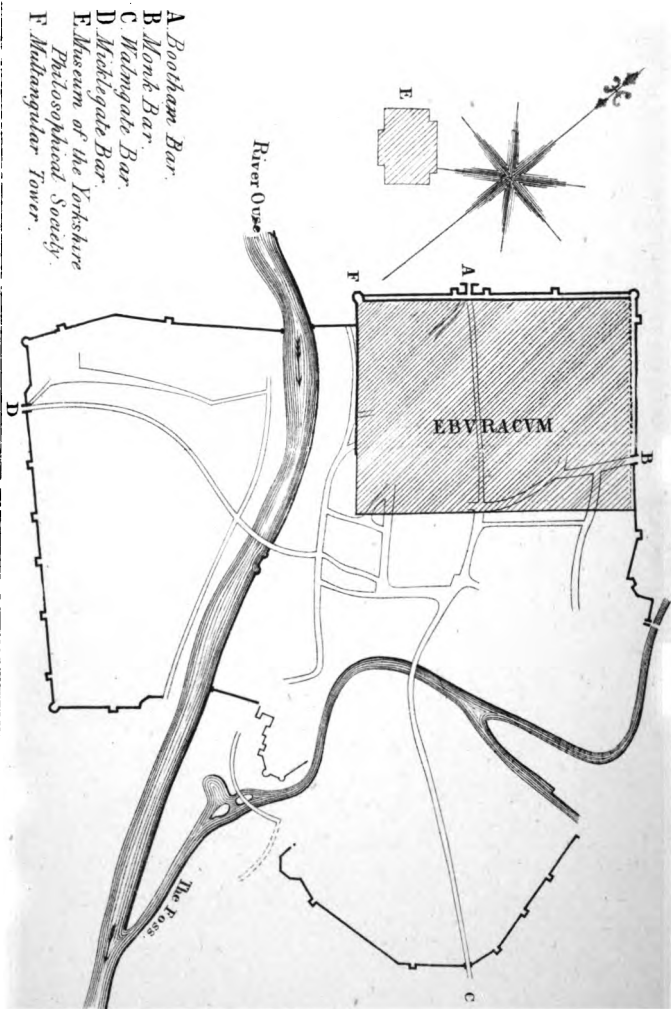 A. Bootham Bar.
B. Monk Bar.
C. Walmgate Bar.
D. Micklegate Bar.
E. Museum of the Yorkshire
Philosophical Society.
F. Multangular Tower.
River Ouse
E
F
A
EBVRACVM
B
D
The Foss.
C